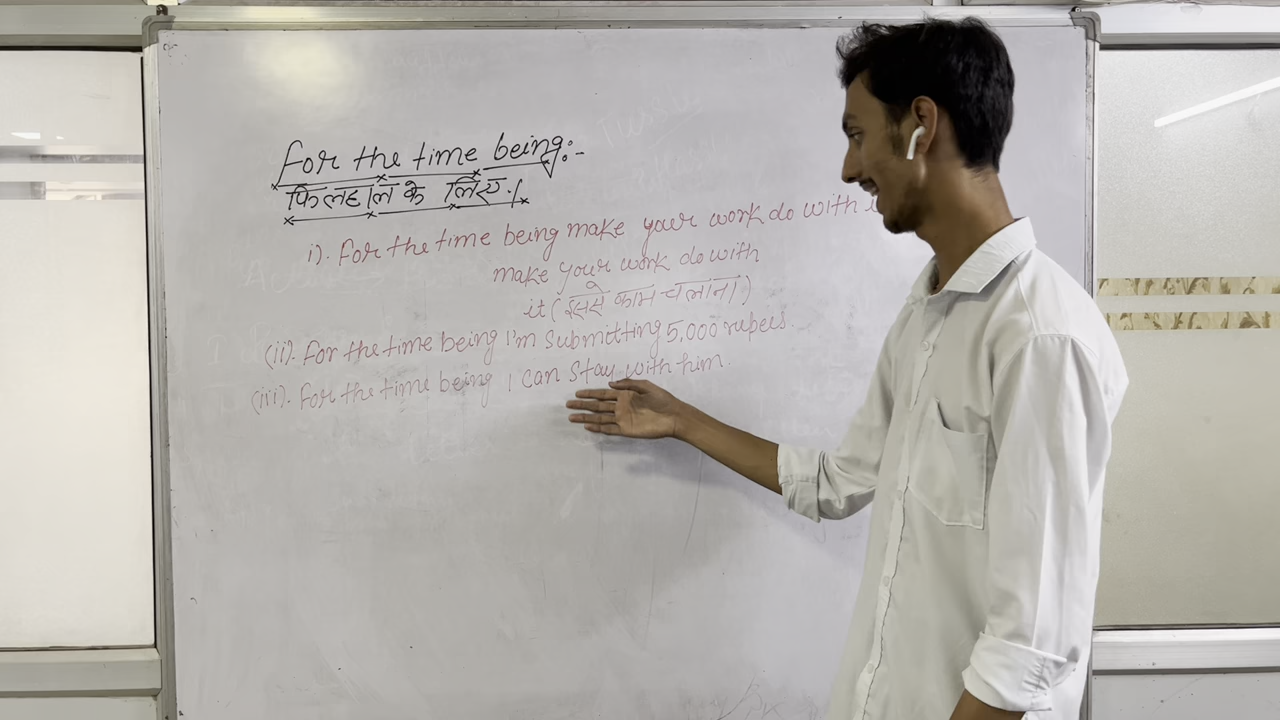 For the time being:-
फिलहाल के लिए।
i). For the time being make your work do with
make your work do with
it (इससे काम चलाना)
(ii). For the time being I'm Submitting 5,000 rupees.
(iii). For the time being I can Stay with him.